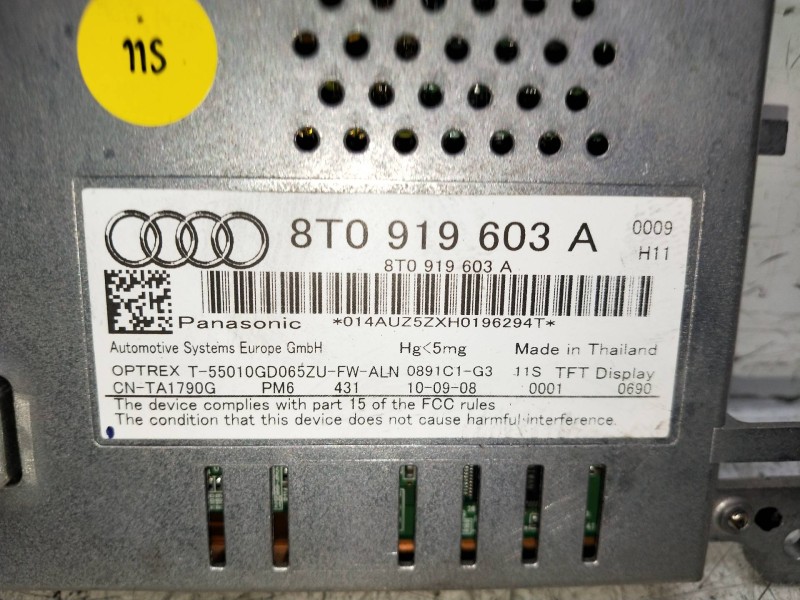 11S
8T0 919 603 A 0009
H11
8T0 919 603 A
Panasonic *014AUZ5ZXH0196294T*
Automotive Systems Europe GmbH Hg<5mg Made in Thailand
OPTREX T-55010GD065ZU-FW-ALN 0891C1-G3 11S TFT Display
CN-TA1790G PM6 431 10-09-08 0001 0690
The device complies with part 15 of the FCC rules
The condition that this device does not cause harmful interference.